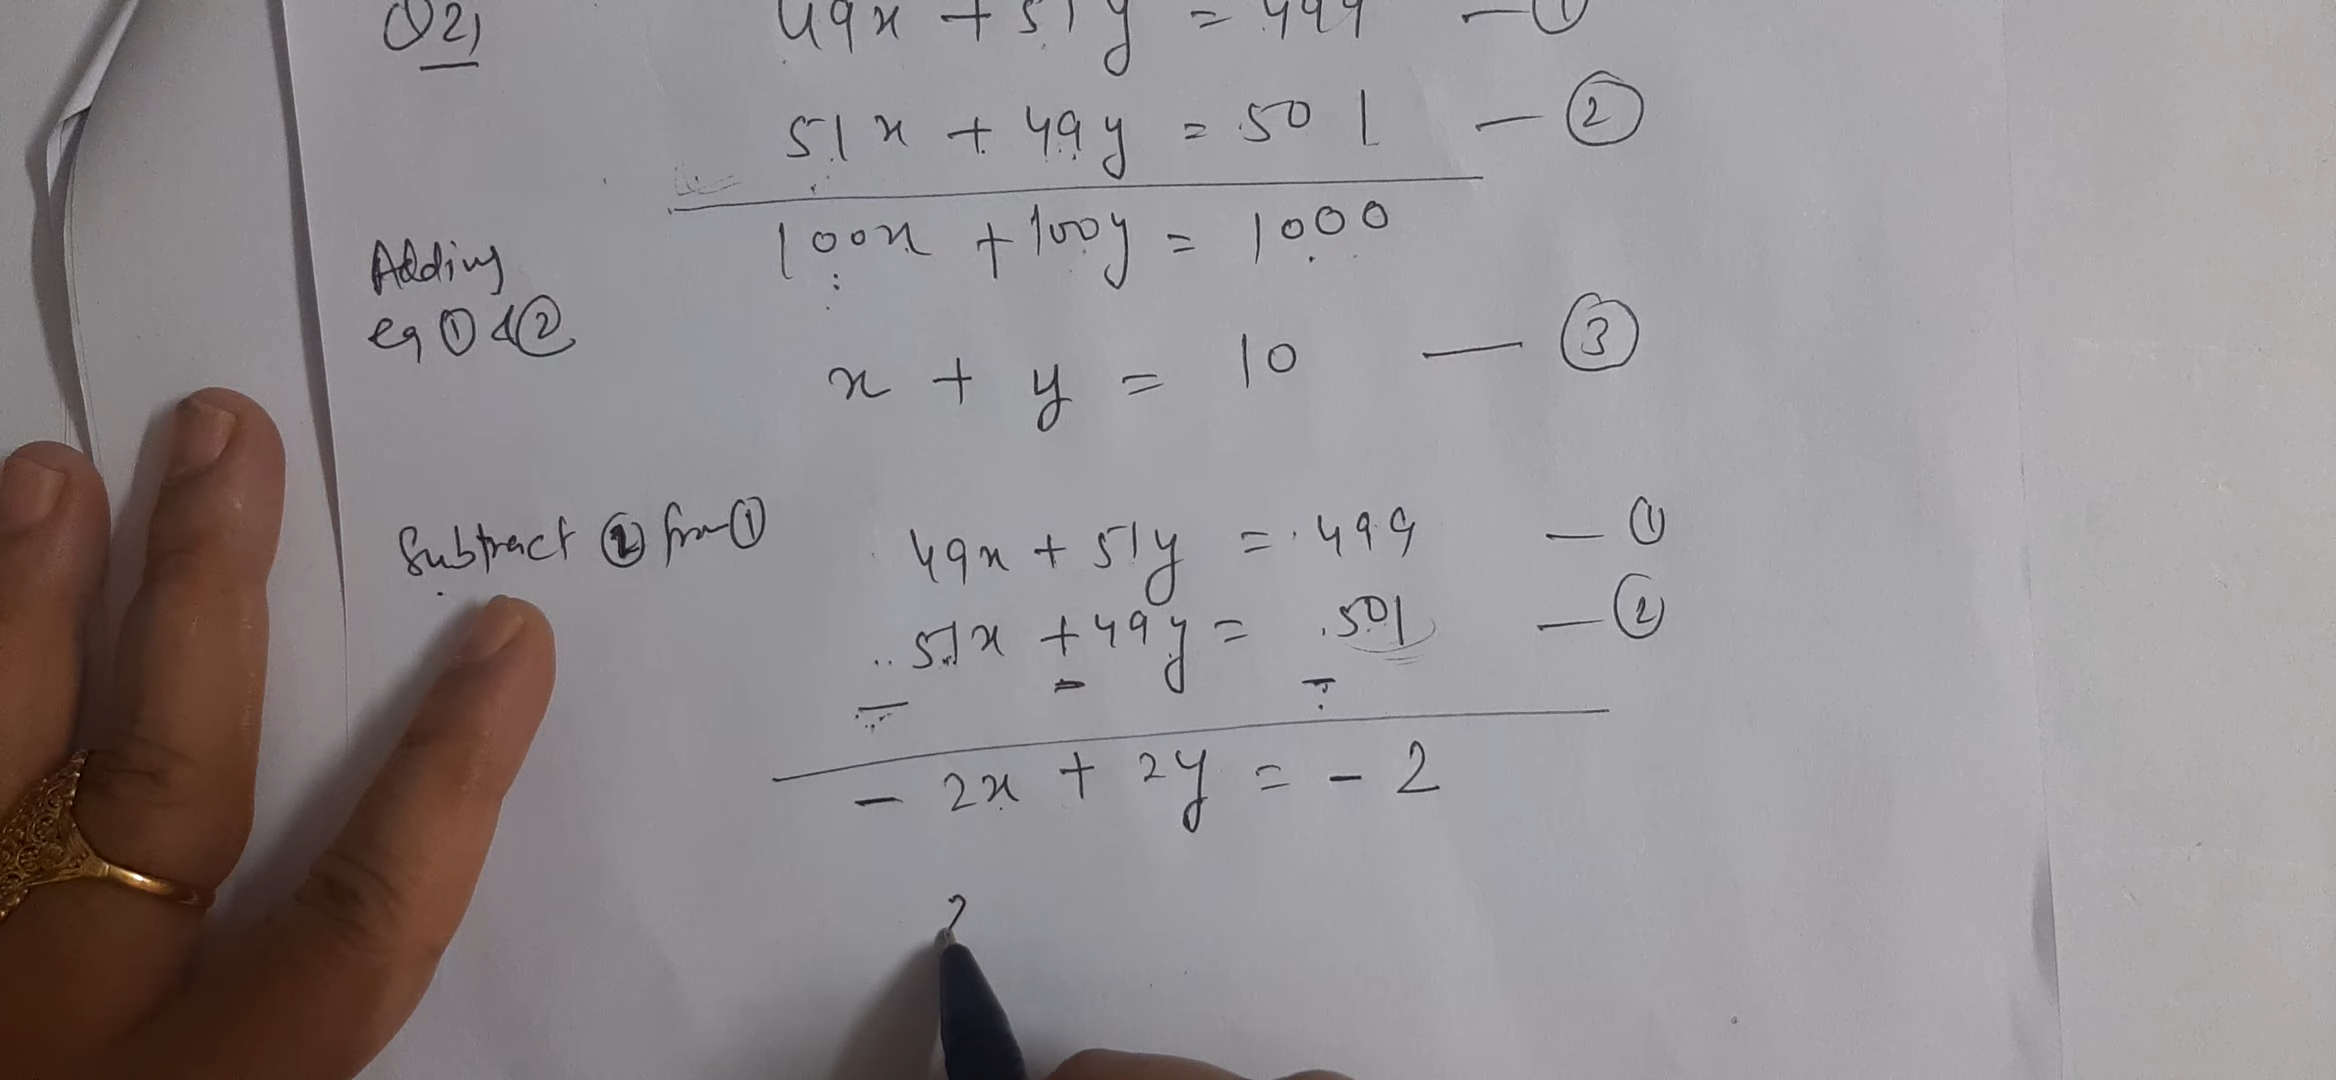 Q2) 49x + 51y = 499 — ①
51x + 49y = 501 — ②
100x + 100y = 1000
Adding
eq ① & ②
x + y = 10 — ③
Subtract ② from ① 49x + 51y = 499 — ①
51x + 49y = 501 — ②
- - -
- 2x + 2y = - 2